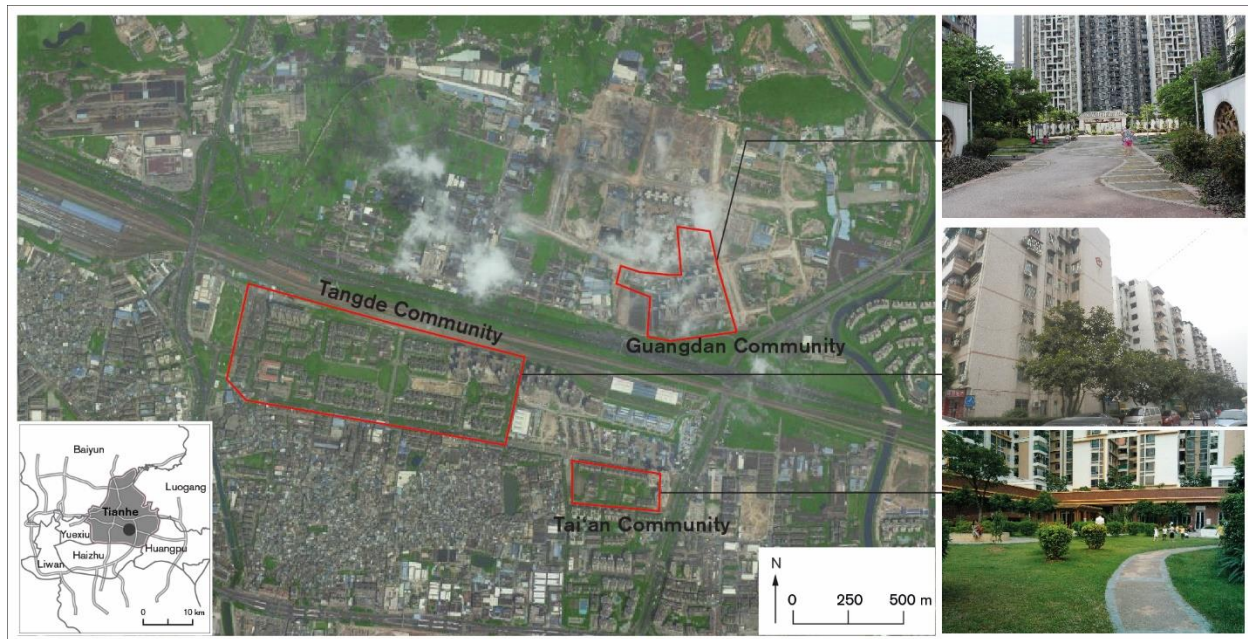 Tangde Community
Guangdan Community
Tai'an Community
Baiyun
Luogang
Tianhe
Yuexiu
Haizhu
Huangpu
Liwan
0 10 km
N
0 250 500 m